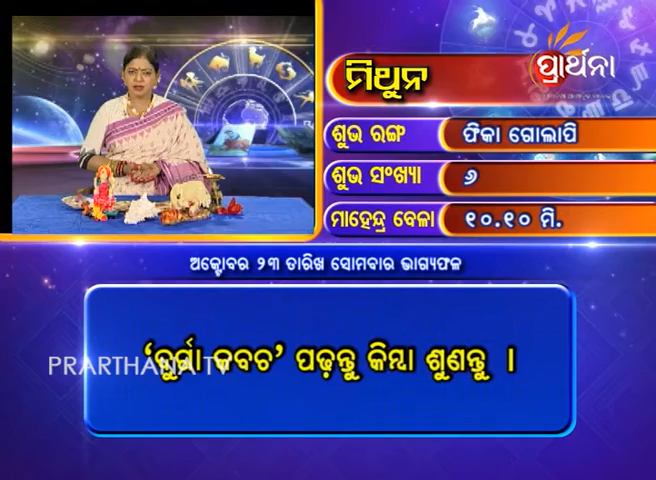 ମିଥୁନ
ପ୍ରାର୍ଥନା
ଶୁଭ ରଙ୍ଗ ଫିକା ଗୋଲାପି
ଶୁଭ ସଂଖ୍ୟା ୬
ମାହେନ୍ଦ୍ର ବେଳା ୧୦.୧୦ ମି.
ଅକ୍ଟୋବର ୨୩ ତାରିଖ ସୋମବାର ଭାଗ୍ୟଫଳ
‘ଦୁର୍ଗା କବଚ’ ପଢ଼ନ୍ତୁ କିମ୍ବା ଶୁଣନ୍ତୁ ।
PRARTHANA TV